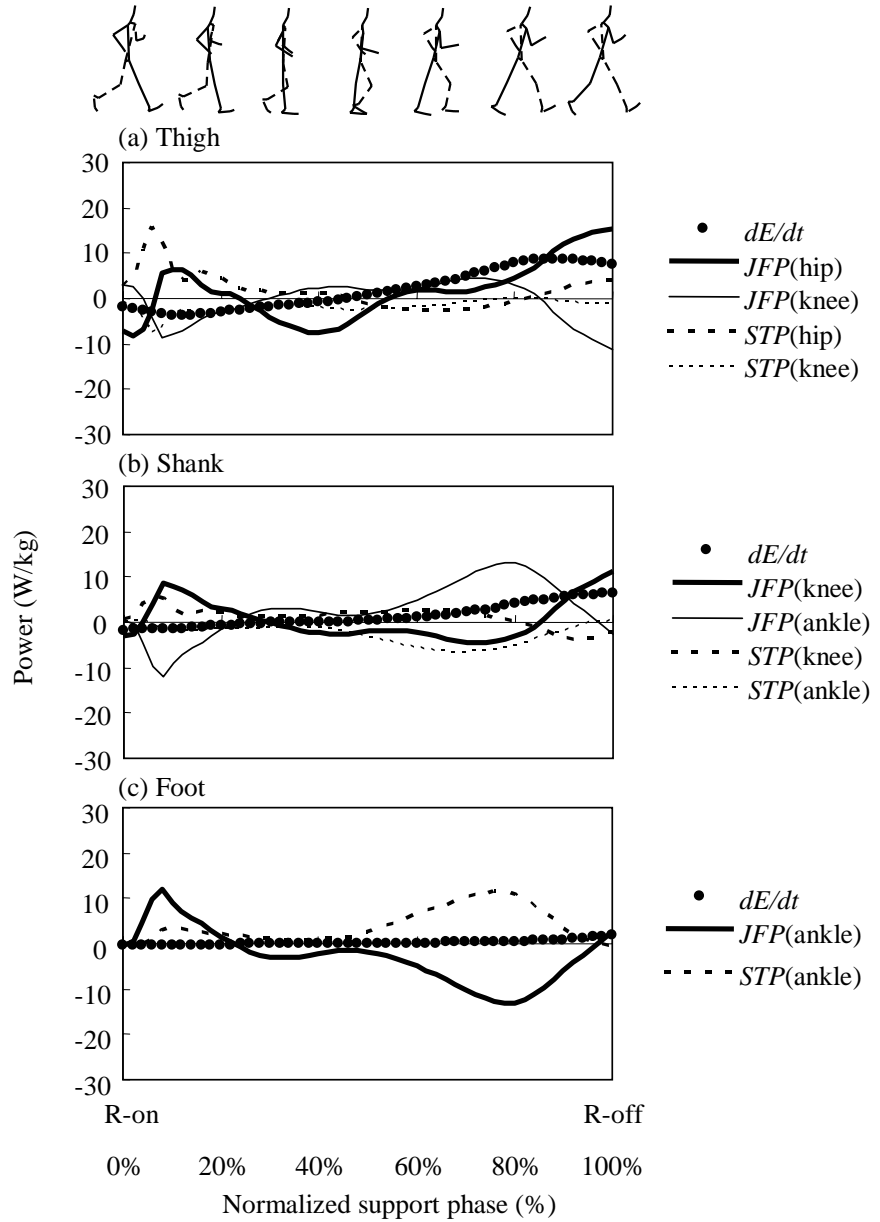 (a) Thigh
30
20
10
0
-10
-20
-30
dE/dt
JFP(hip)
JFP(knee)
STP(hip)
STP(knee)
(b) Shank
30
20
10
0
-10
-20
-30
dE/dt
JFP(knee)
JFP(ankle)
STP(knee)
STP(ankle)
Power (W/kg)
(c) Foot
30
20
10
0
-10
-20
-30
dE/dt
JFP(ankle)
STP(ankle)
R-on R-off
0% 20% 40% 60% 80% 100%
Normalized support phase (%)